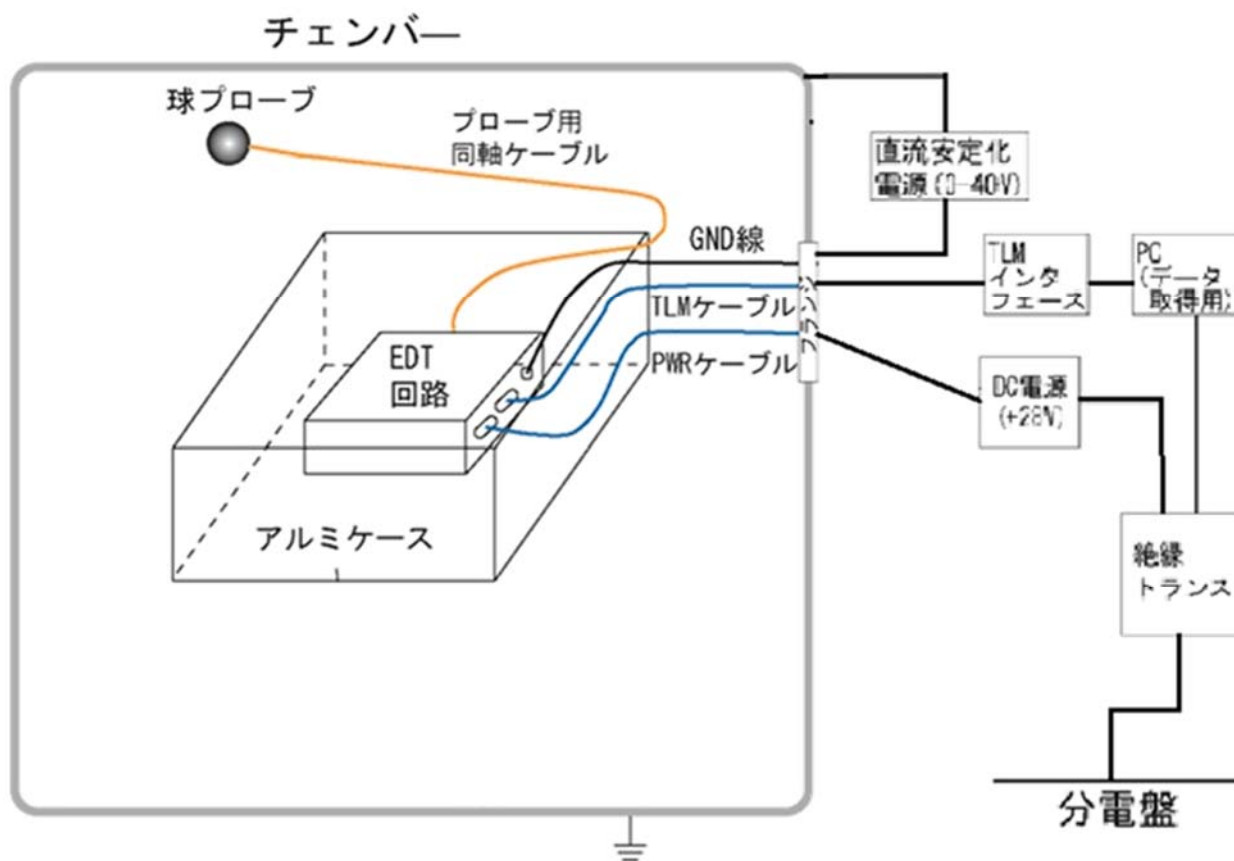 チェンバー
球プローブ
プローブ用
同軸ケーブル
直流安定化
電源(0-40V)
GND線
TLM
インタ
フェース
PC
(データ
取得用)
TLMケーブル
フランジ
EDT
回路
PWRケーブル
DC電源
(+28V)
アルミケース
絶縁
トランス
分電盤